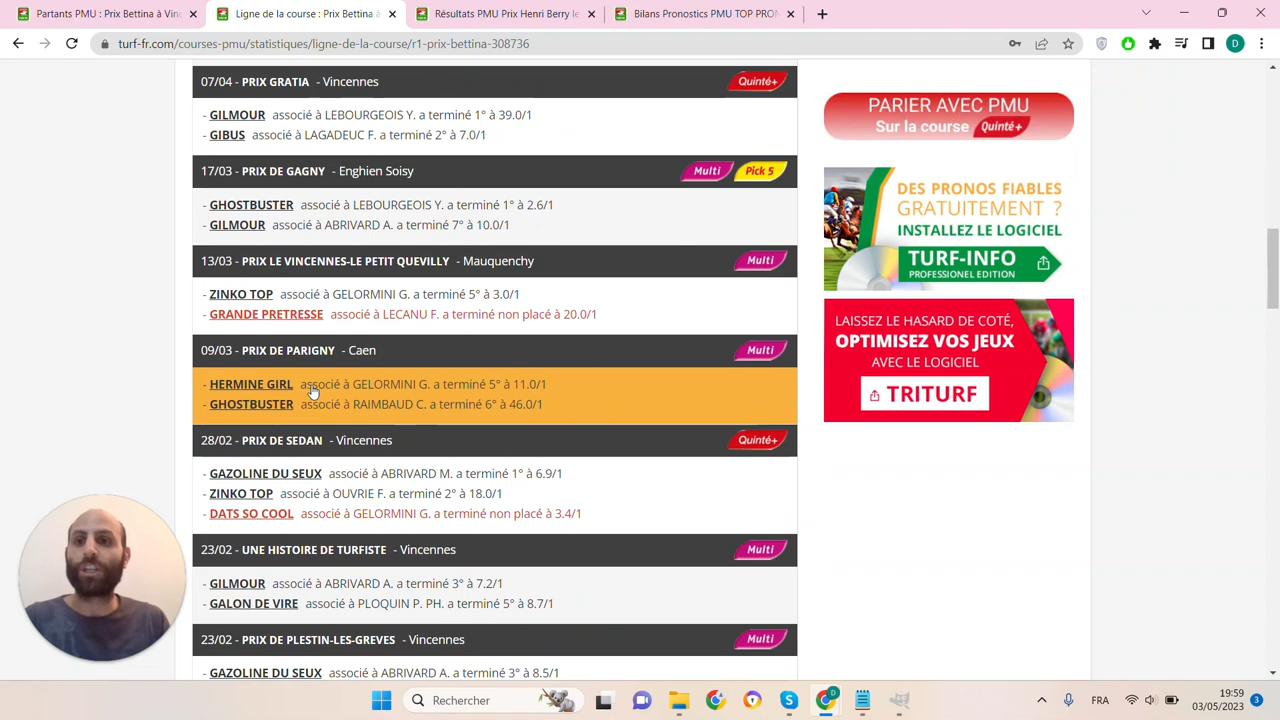 Partants PMU : Prix Bettina à Vinc
Ligne de la course : Prix Bettina à
Résultats PMU Prix Henri Berry le
Bilans Pronostics PMU TOP PRON
turf-fr.com/courses-pmu/statistiques/ligne-de-la-course/r1-prix-bettina-308736
D
07/04 - PRIX GRATIA - Vincennes
Quinté+
- GILMOUR associé à LEBOURGEOIS Y. a terminé 1° à 39.0/1
- GIBUS associé à LAGADEUC F. a terminé 2° à 7.0/1
17/03 - PRIX DE GAGNY - Enghien Soisy
Multi Pick 5
- GHOSTBUSTER associé à LEBOURGEOIS Y. a terminé 1° à 2.6/1
- GILMOUR associé à ABRIVARD A. a terminé 7° à 10.0/1
13/03 - PRIX LE VINCENNES-LE PETIT QUEVILLY - Mauquenchy
Multi
- ZINKO TOP associé à GELORMINI G. a terminé 5° à 3.0/1
- GRANDE PRETRESSE associé à LECANU F. a terminé non placé à 20.0/1
09/03 - PRIX DE PARIGNY - Caen
Multi
- HERMINE GIRL associé à GELORMINI G. a terminé 5° à 11.0/1
- GHOSTBUSTER associé à RAIMBAUD C. a terminé 6° à 46.0/1
28/02 - PRIX DE SEDAN - Vincennes
Quinté+
- GAZOLINE DU SEUX associé à ABRIVARD M. a terminé 1° à 6.9/1
- ZINKO TOP associé à OUVRIE F. a terminé 2° à 18.0/1
- DATS SO COOL associé à GELORMINI G. a terminé non placé à 3.4/1
23/02 - UNE HISTOIRE DE TURFISTE - Vincennes
Multi
- GILMOUR associé à ABRIVARD A. a terminé 3° à 7.2/1
- GALON DE VIRE associé à PLOQUIN P. PH. a terminé 5° à 8.7/1
23/02 - PRIX DE PLESTIN-LES-GREVES - Vincennes
Multi
- GAZOLINE DU SEUX associé à ABRIVARD A. a terminé 3° à 8.5/1
PARIER AVEC PMU
Sur la course Quinté+
DES PRONOS FIABLES
GRATUITEMENT ?
INSTALLEZ LE LOGICIEL
TURF-INFO
PROFESSIONEL EDITION
LAISSEZ LE HASARD DE COTÉ,
OPTIMISEZ VOS JEUX
AVEC LE LOGICIEL
TRITURF
Rechercher
FRA
19:59
03/05/2023
3